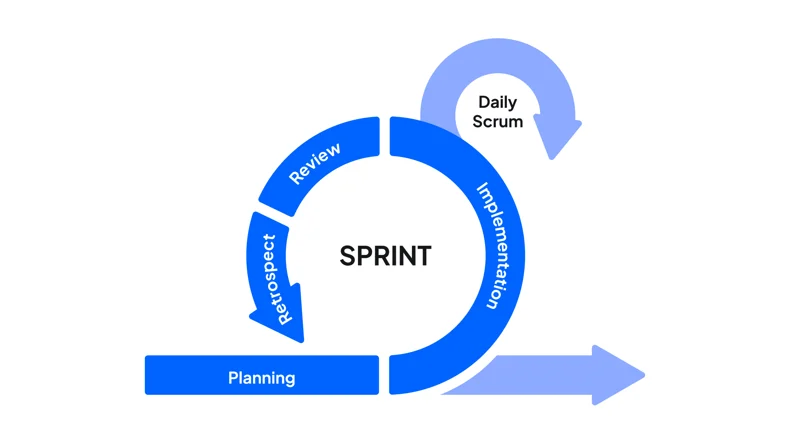 Daily
Scrum
Review
Implementation
SPRINT
Retrospect
Planning